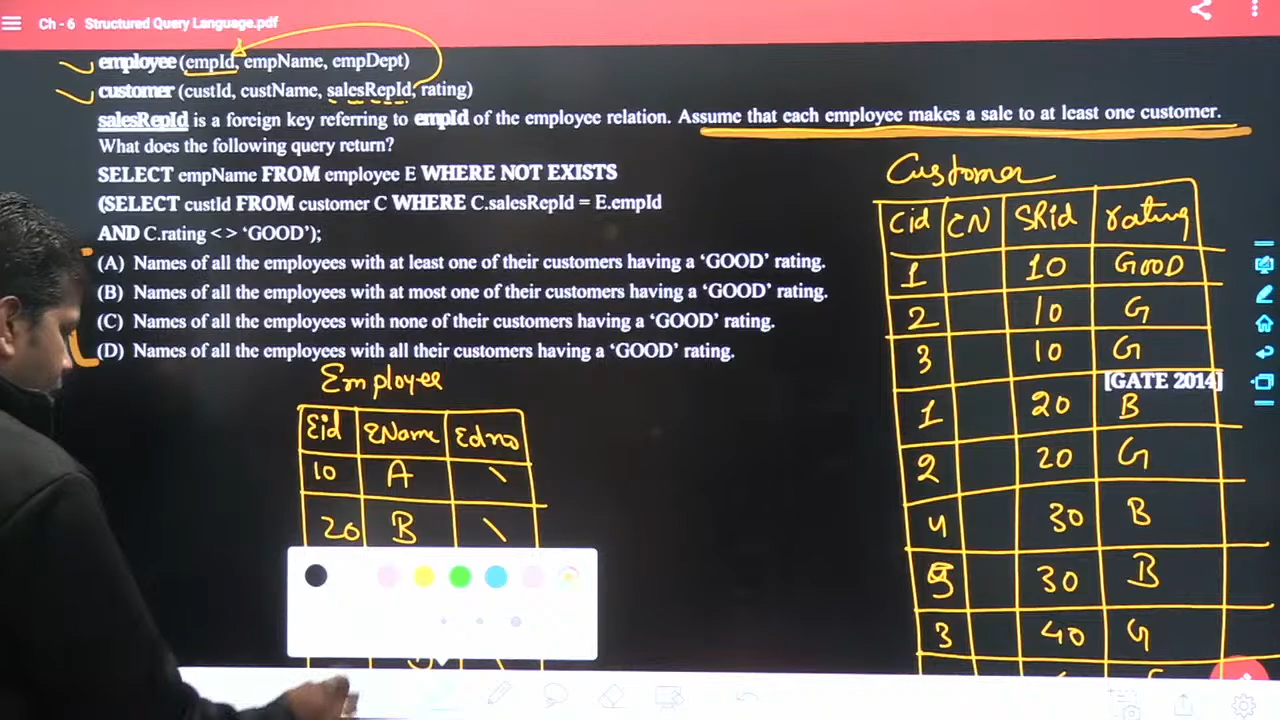 Ch - 6 Structured Query Language.pdf
employee (empId, empName, empDept)
customer (custId, custName, salesRepId, rating)
salesRepId is a foreign key referring to empId of the employee relation. Assume that each employee makes a sale to at least one customer.
What does the following query return?
SELECT empName FROM employee E WHERE NOT EXISTS
(SELECT custId FROM customer C WHERE C.salesRepId = E.empId
AND C.rating < > ‘GOOD’);
(A) Names of all the employees with at least one of their customers having a ‘GOOD’ rating.
(B) Names of all the employees with at most one of their customers having a ‘GOOD’ rating.
(C) Names of all the employees with none of their customers having a ‘GOOD’ rating.
(D) Names of all the employees with all their customers having a ‘GOOD’ rating.
[GATE 2014]
Employee
Eid EName Edno
10 A \
20 B \
Customer
Cid CN SRid rating
1 10 GOOD
2 10 G
3 10 G
1 20 B
2 20 G
4 30 B
5 30 B
3 40 G